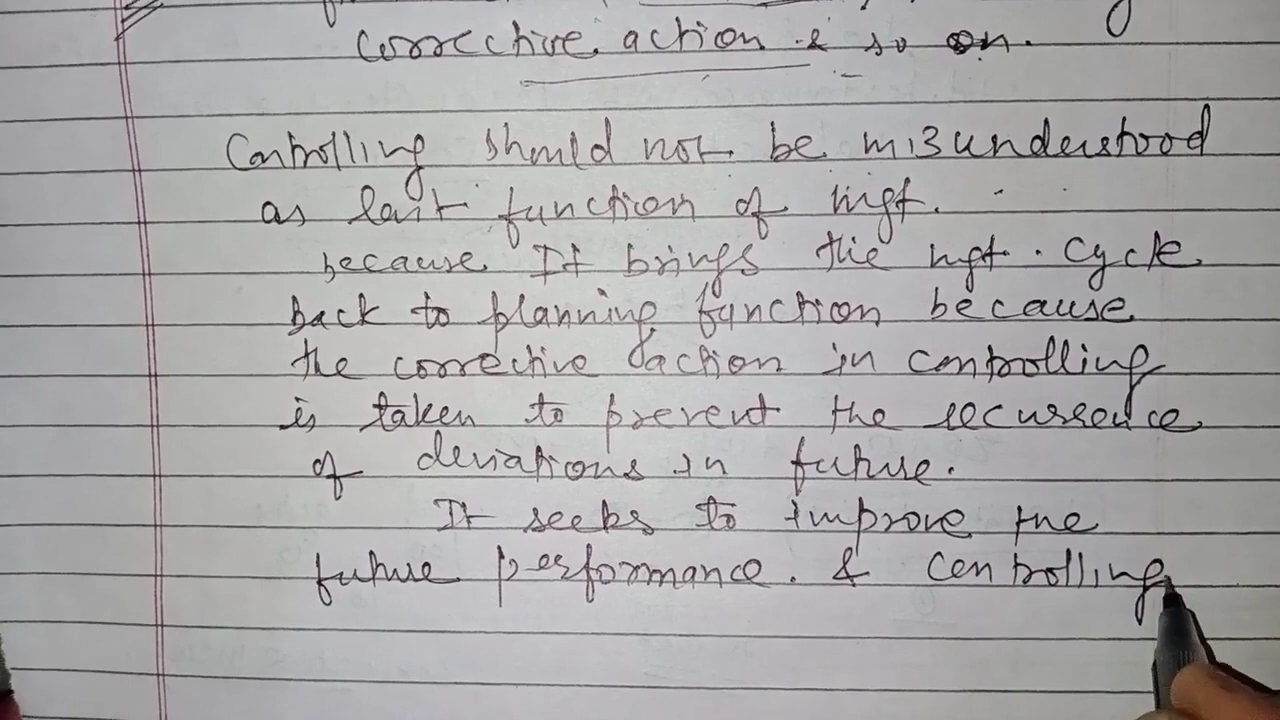 corrective action & so on.
Controlling should not be misunderstood
as last function of mgt.
because It brings the mgt. cycle
back to planning function because
the corrective action in controlling
is taken to prevent the recurrence
of deviations in future.
It seeks to improve the
future performance. & controlling